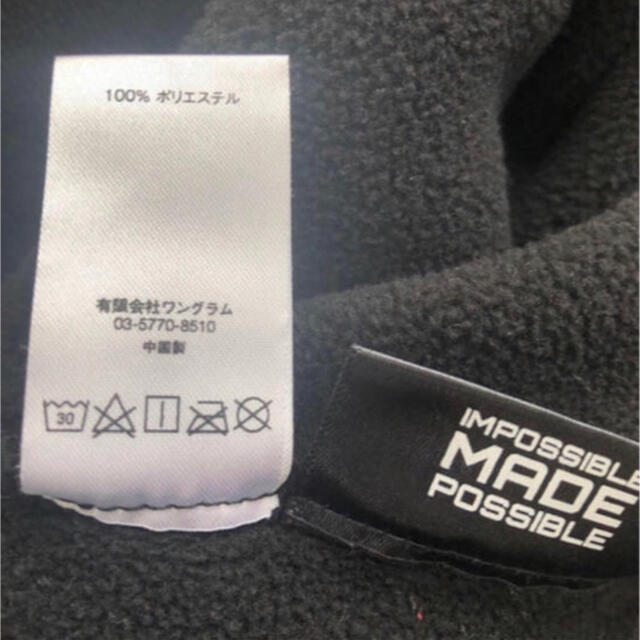 100% ポリエステル
有限会社ワングラム
03-5770-8510
中国製
30
IMPOSSIBLE
MADE
POSSIBLE